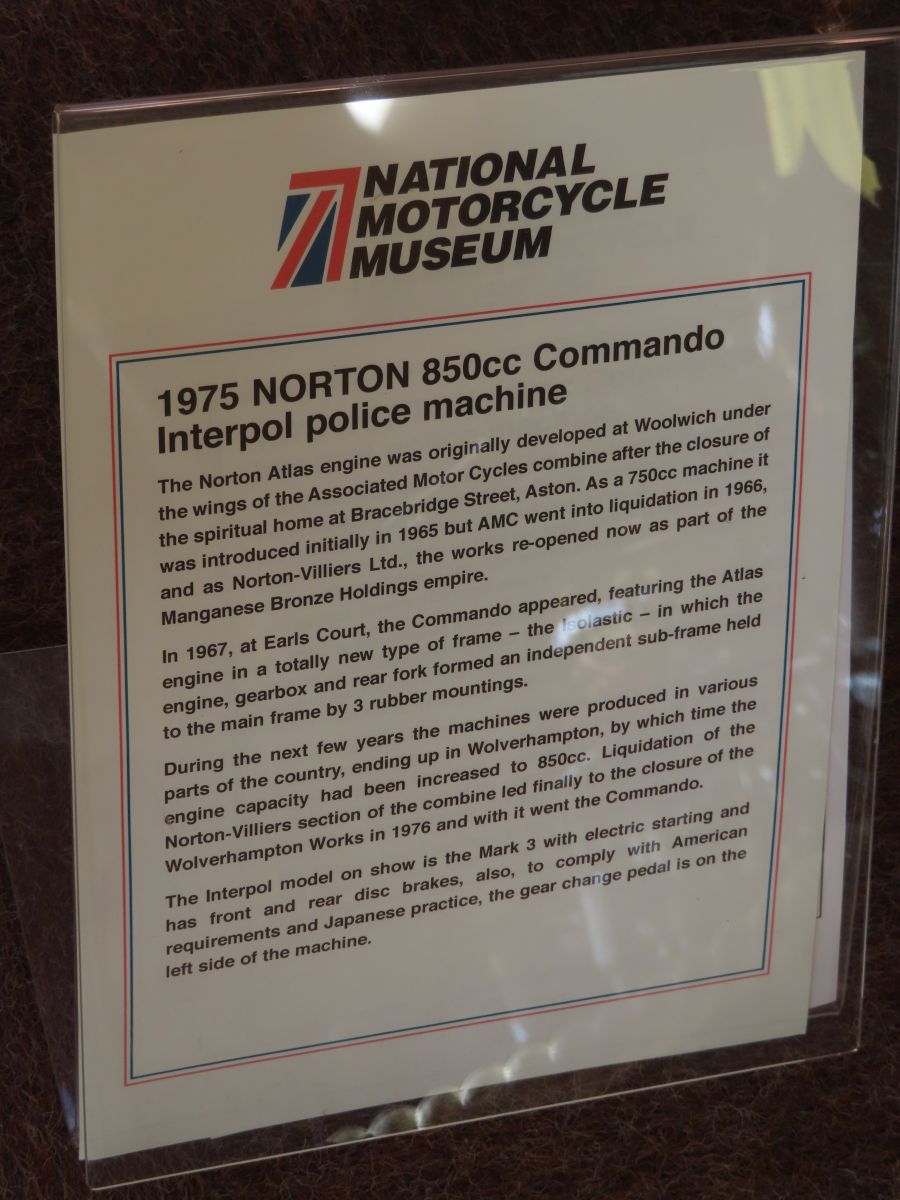 NATIONAL
MOTORCYCLE
MUSEUM
1975 NORTON 850cc Commando
Interpol police machine
The Norton Atlas engine was originally developed at Woolwich under
the wings of the Associated Motor Cycles combine after the closure of
the spiritual home at Bracebridge Street, Aston. As a 750cc machine it
was introduced initially in 1965 but AMC went into liquidation in 1966,
and as Norton-Villiers Ltd., the works re-opened now as part of the
Manganese Bronze Holdings empire.
In 1967, at Earls Court, the Commando appeared, featuring the Atlas
engine in a totally new type of frame – the Isolastic – in which the
engine, gearbox and rear fork formed an independent sub-frame held
to the main frame by 3 rubber mountings.
During the next few years the machines were produced in various
parts of the country, ending up in Wolverhampton, by which time the
engine capacity had been increased to 850cc. Liquidation of the
Norton-Villiers section of the combine led finally to the closure of the
Wolverhampton Works in 1976 and with it went the Commando.
The Interpol model on show is the Mark 3 with electric starting and
has front and rear disc brakes, also, to comply with American
requirements and Japanese practice, the gear change pedal is on the
left side of the machine.